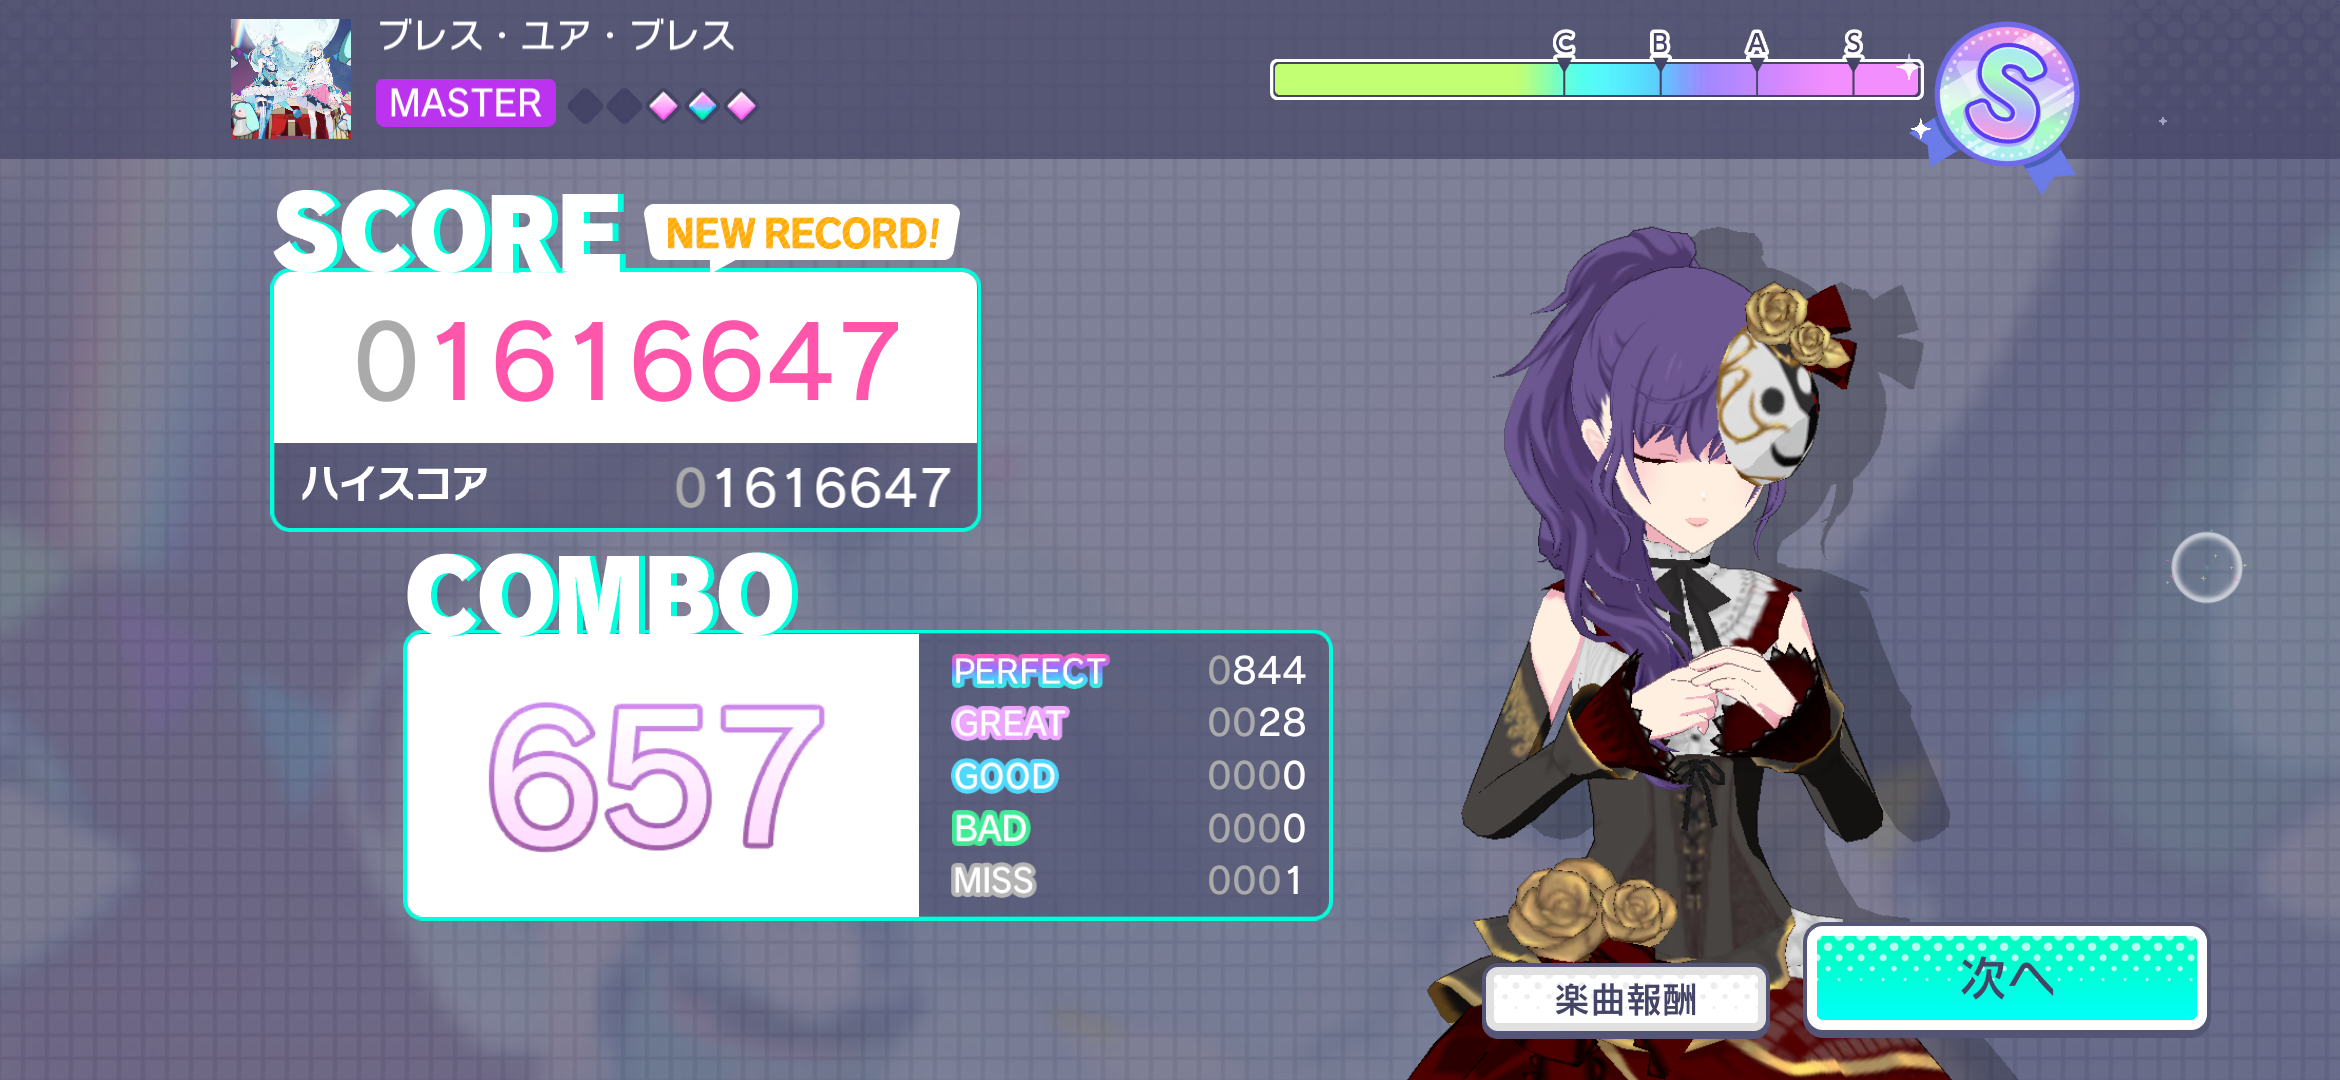 ブレス・ユア・ブレス
MASTER
C B A S
S
SCORE
NEW RECORD!
01616647
ハイスコア 01616647
COMBO
657
PERFECT 0844
GREAT 0028
GOOD 0000
BAD 0000
MISS 0001
楽曲報酬
次へ